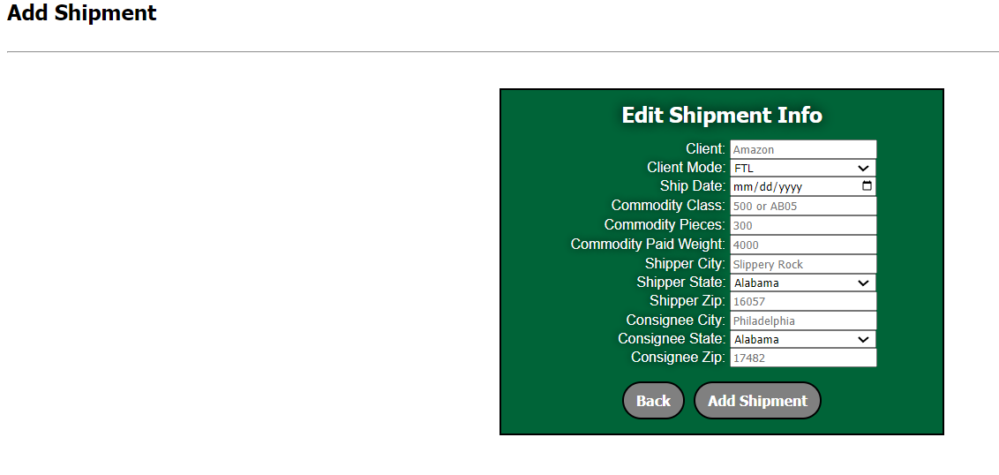 Add Shipment
Edit Shipment Info
Client: Amazon
Client Mode: FTL
Ship Date: mm/dd/yyyy
Commodity Class: 500 or AB05
Commodity Pieces: 300
Commodity Paid Weight: 4000
Shipper City: Slippery Rock
Shipper State: Alabama
Shipper Zip: 16057
Consignee City: Philadelphia
Consignee State: Alabama
Consignee Zip: 17482
Back Add Shipment